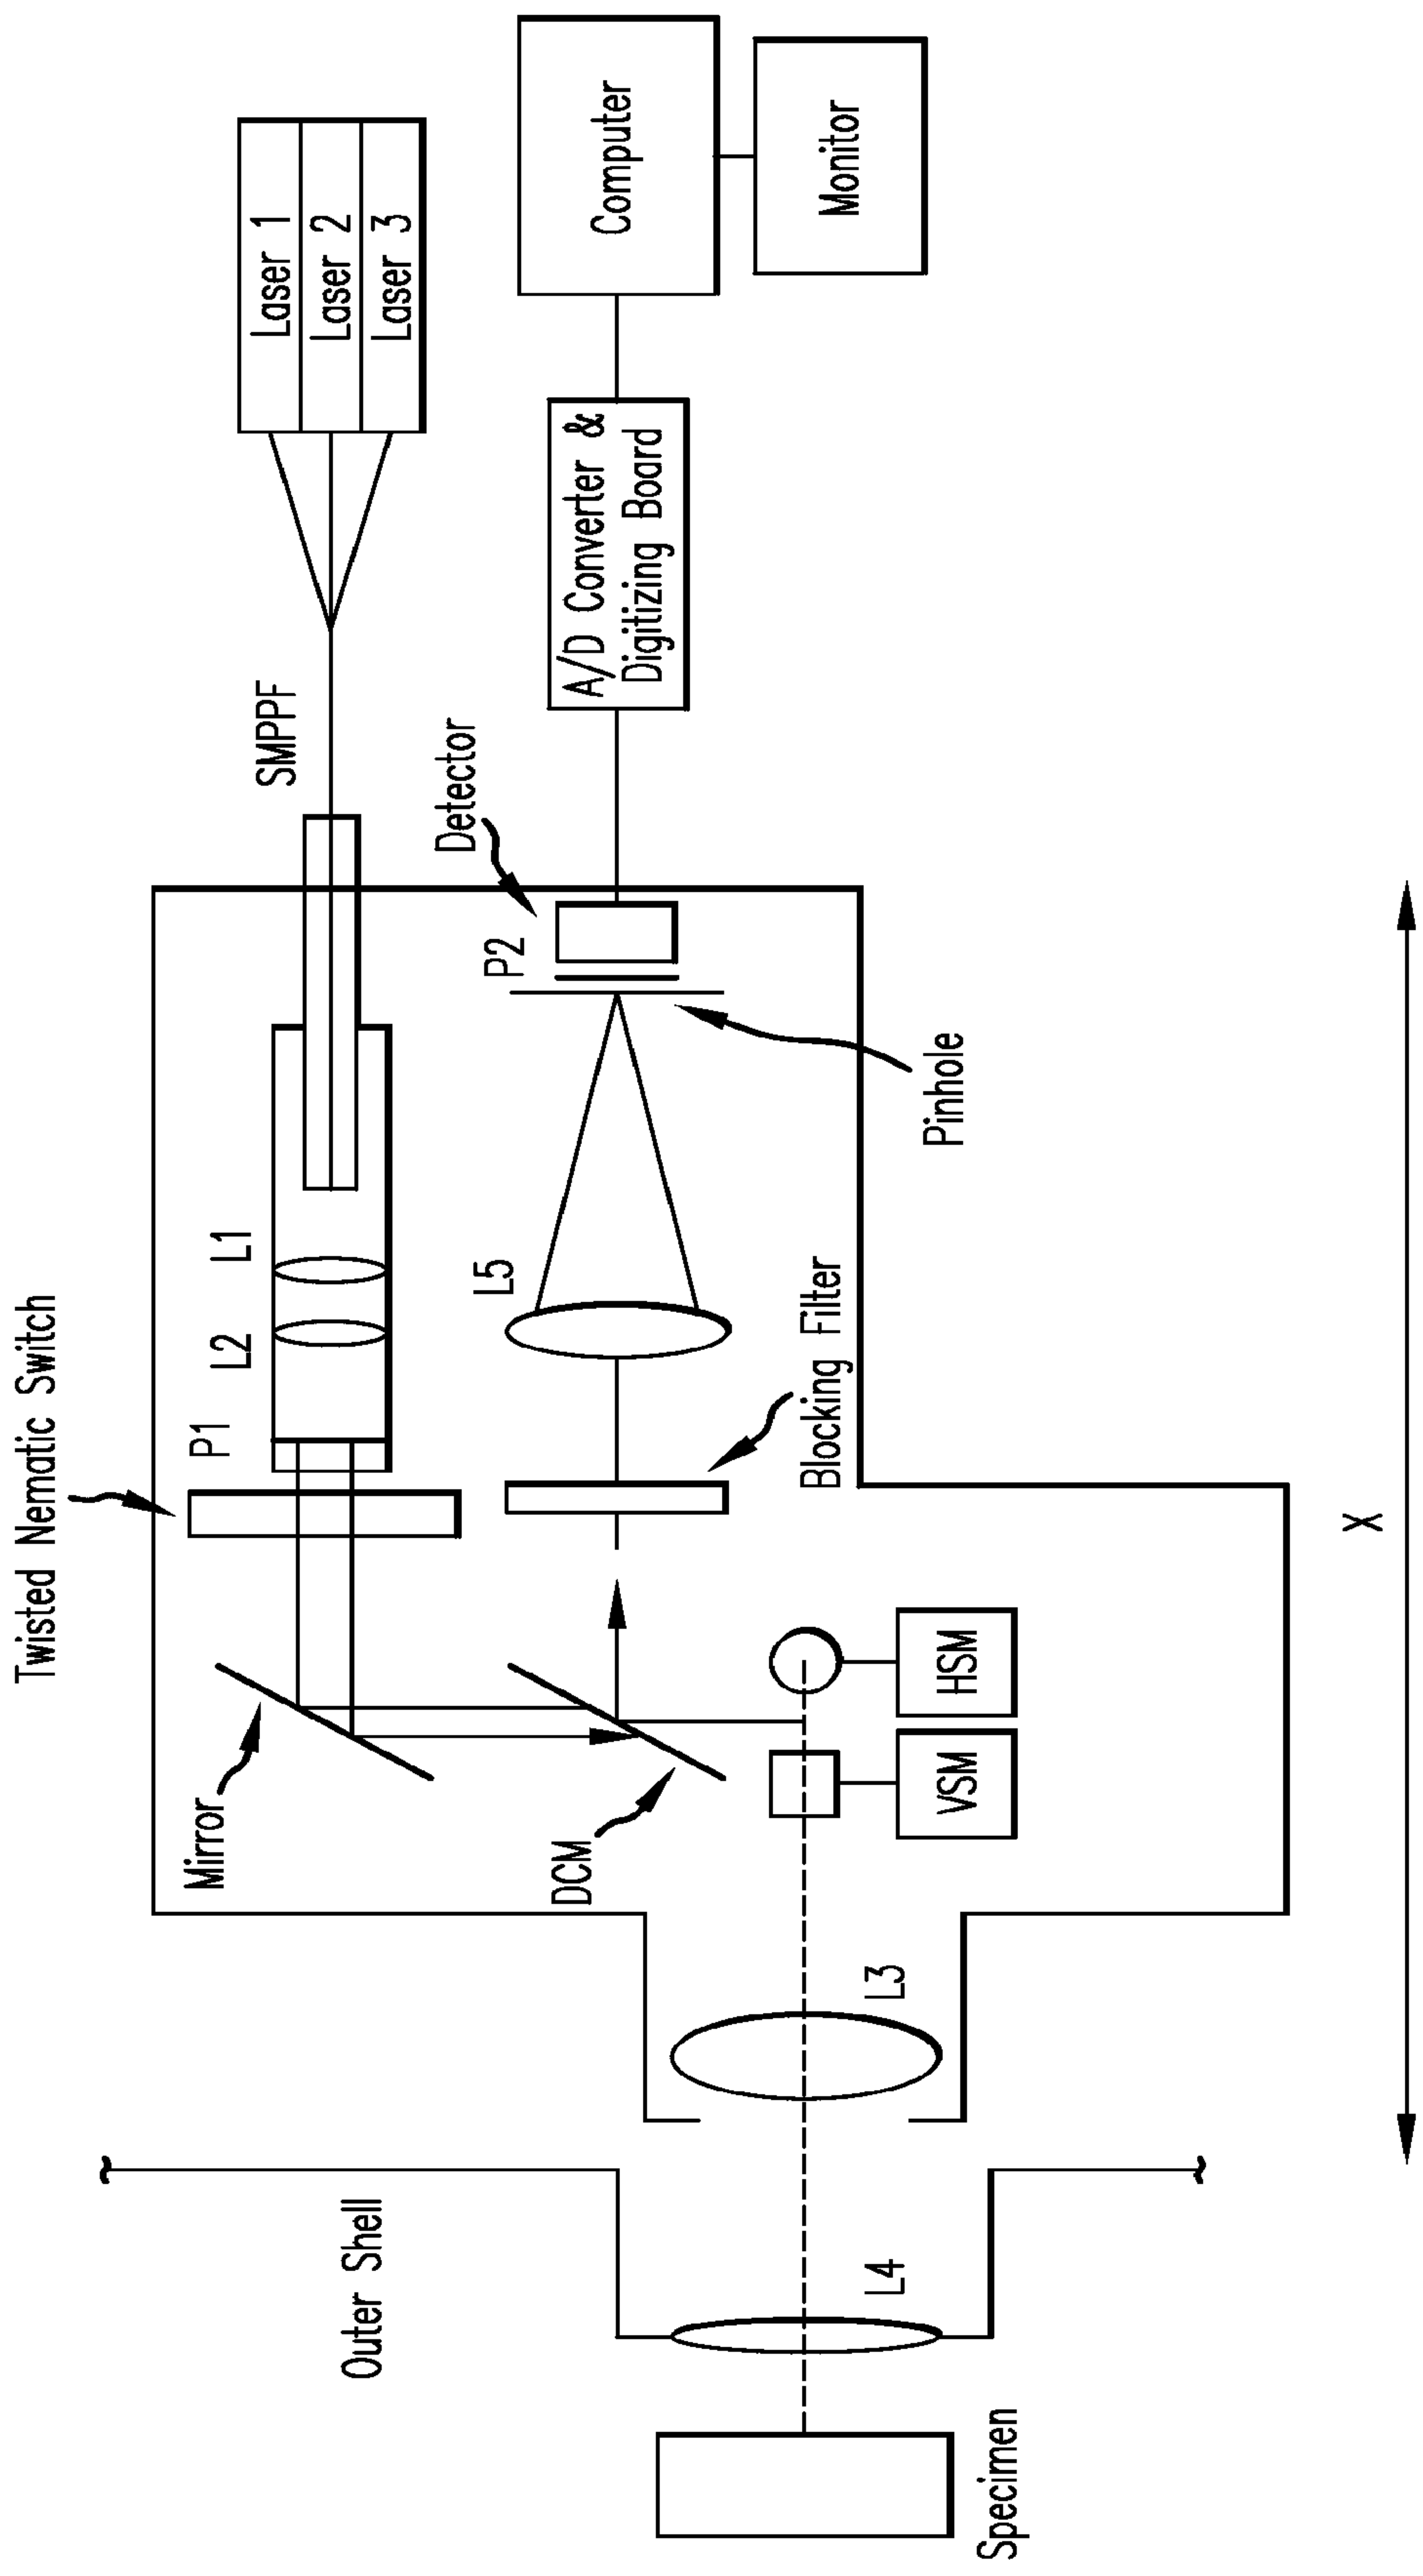 Twisted Nematic Switch
Mirror
P1
L2
L1
SMPPF
Laser 1
Laser 2
Laser 3
Outer Shell
DCM
L5
P2
Detector
A/D Converter &
Digitizing Board
Computer
Monitor
Blocking Filter
Pinhole
L4
L3
VSM
HSM
Specimen
X